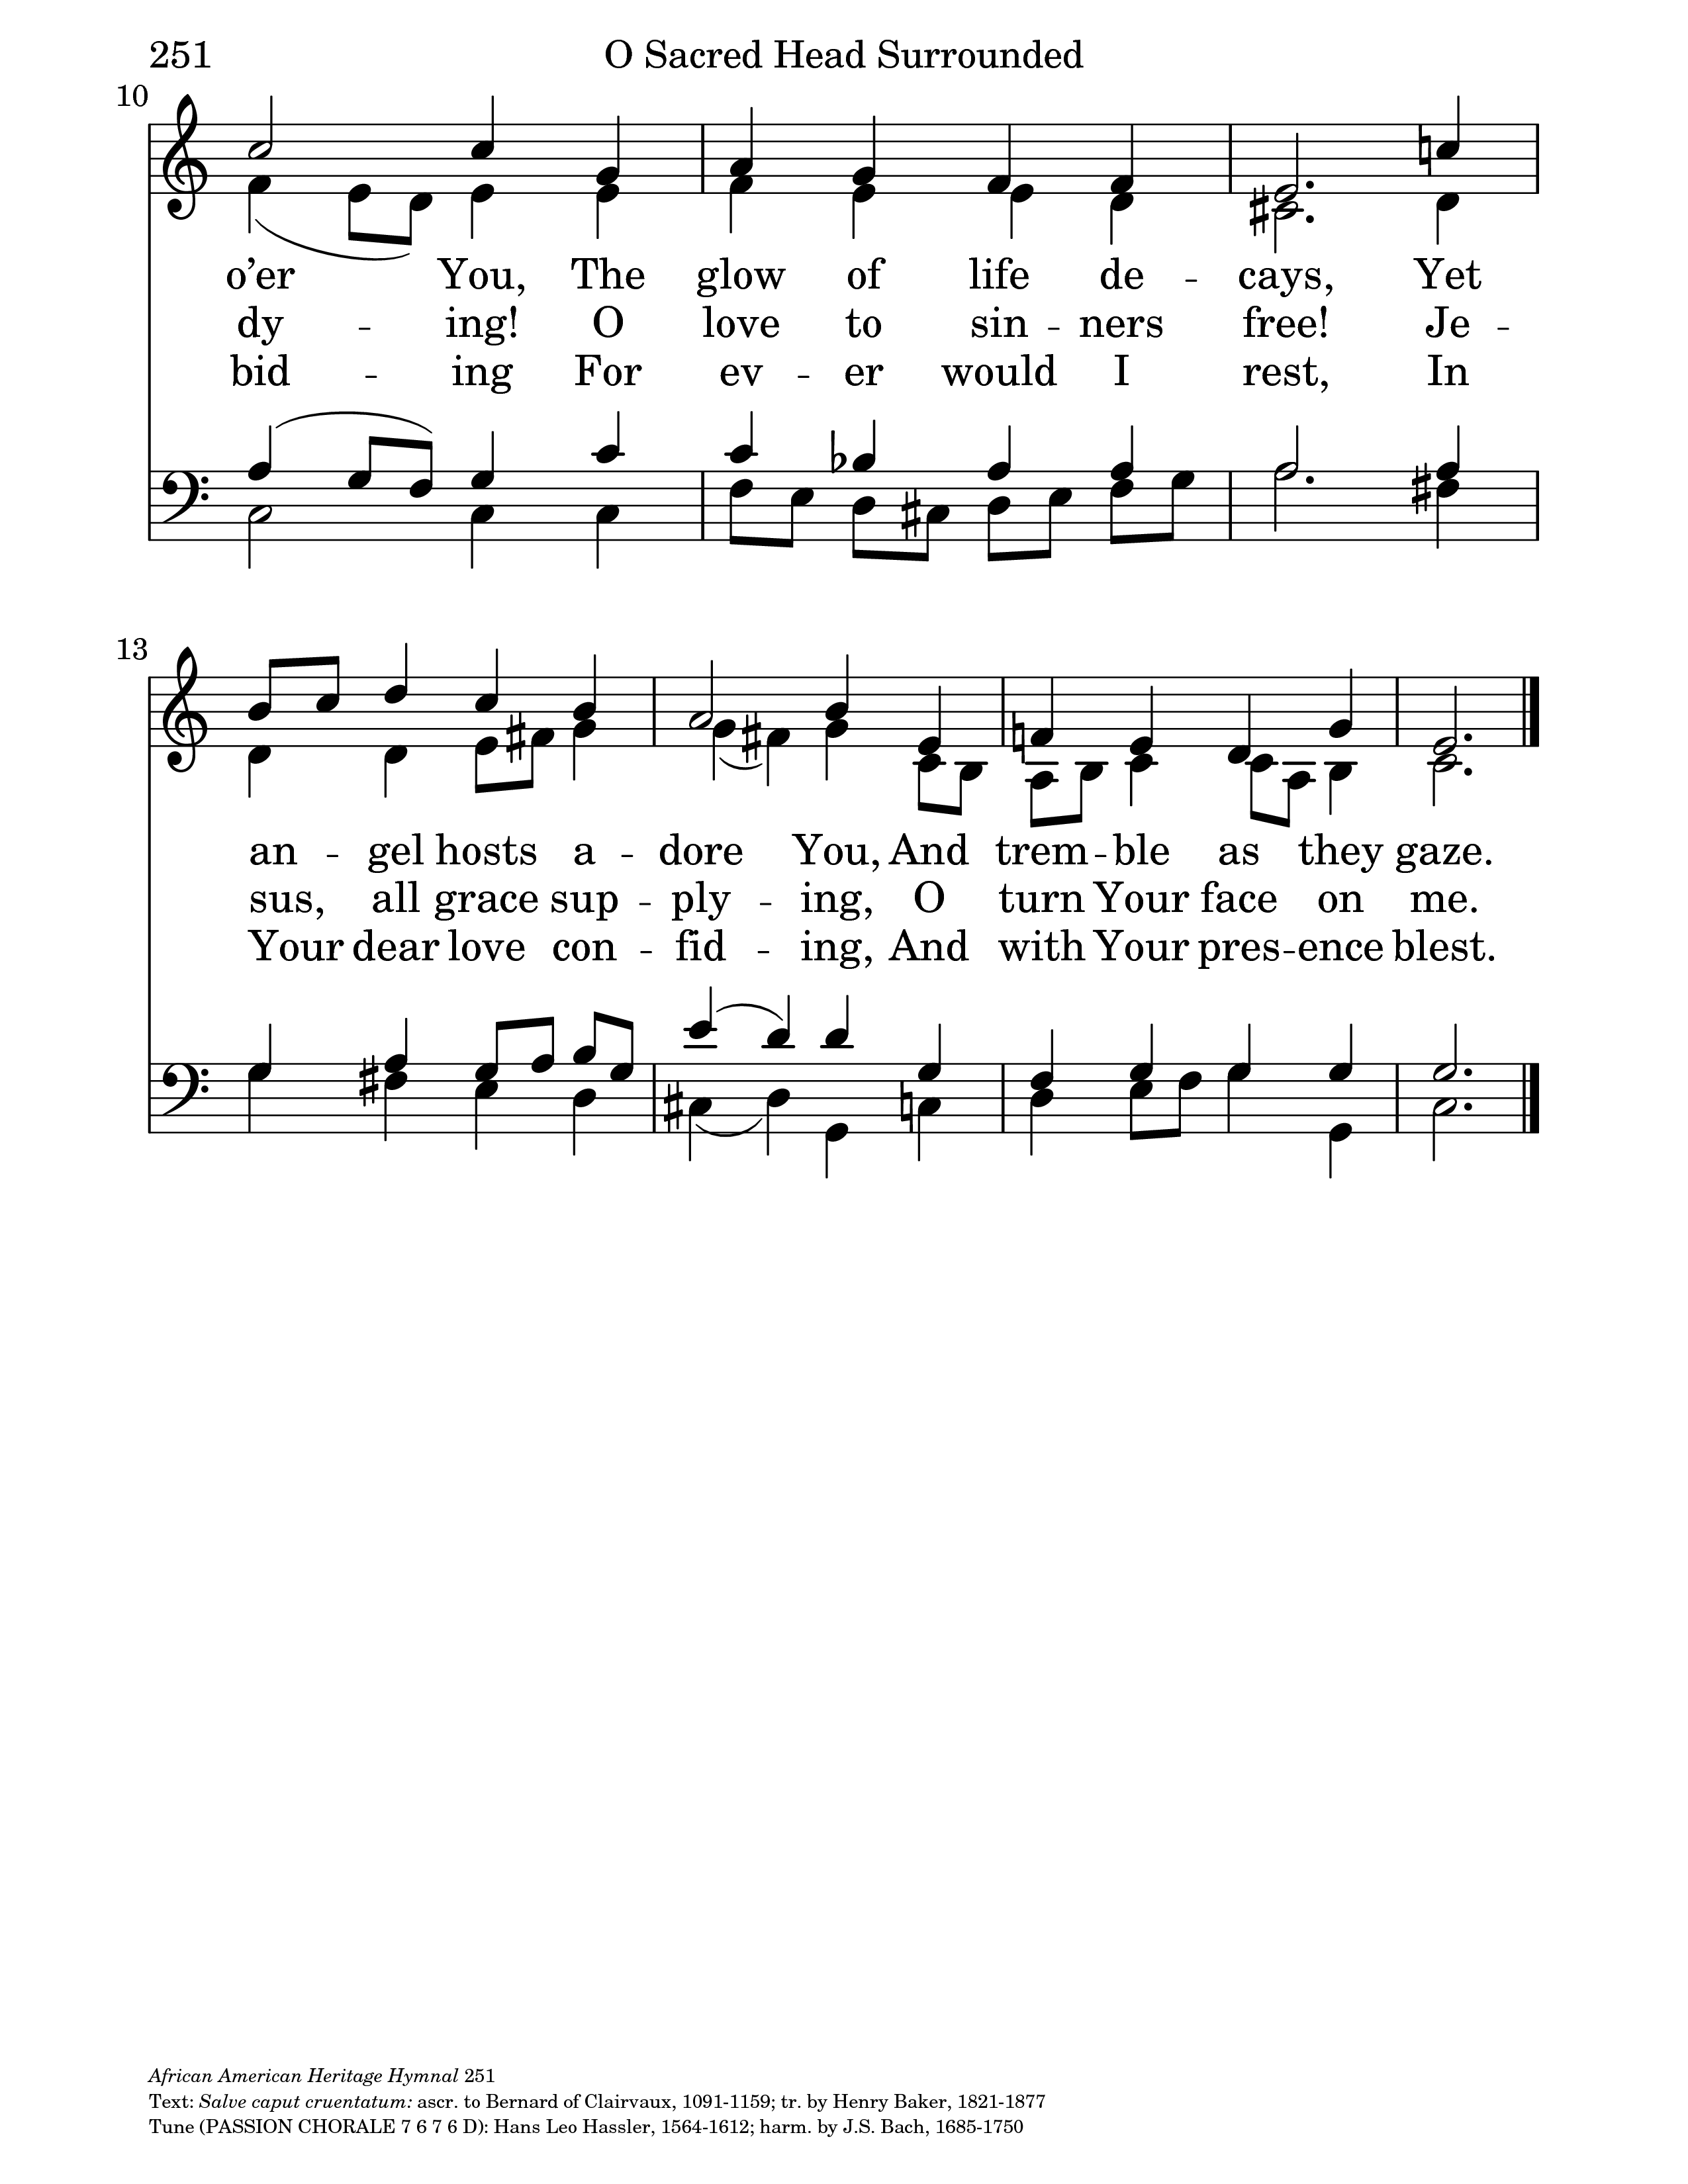 251 O Sacred Head Surrounded
10
o’er You, The glow of life de -- cays, Yet
dy -- ing! O love to sin -- ners free! Je --
bid -- ing For ev -- er would I rest, In
13
an -- gel hosts a -- dore You, And trem -- ble as they gaze.
sus, all grace sup -- ply -- ing, O turn Your face on me.
Your dear love con -- fid -- ing, And with Your pres -- ence blest.
African American Heritage Hymnal 251
Text: Salve caput cruentatum: ascr. to Bernard of Clairvaux, 1091-1159; tr. by Henry Baker, 1821-1877
Tune (PASSION CHORALE 7 6 7 6 D): Hans Leo Hassler, 1564-1612; harm. by J.S. Bach, 1685-1750